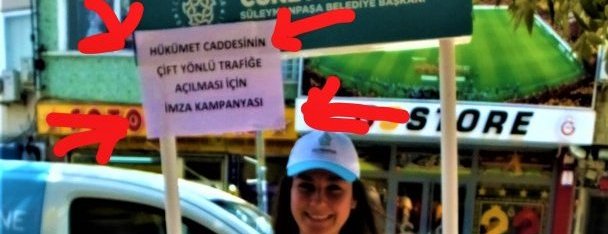 SÜLEYMANPAŞA BELEDİYE BAŞKANI
HÜKÜMET CADDESİNİN
ÇİFT YÖNLÜ TRAFİĞE
AÇILMASI İÇİN
İMZA KAMPANYASI
STORE